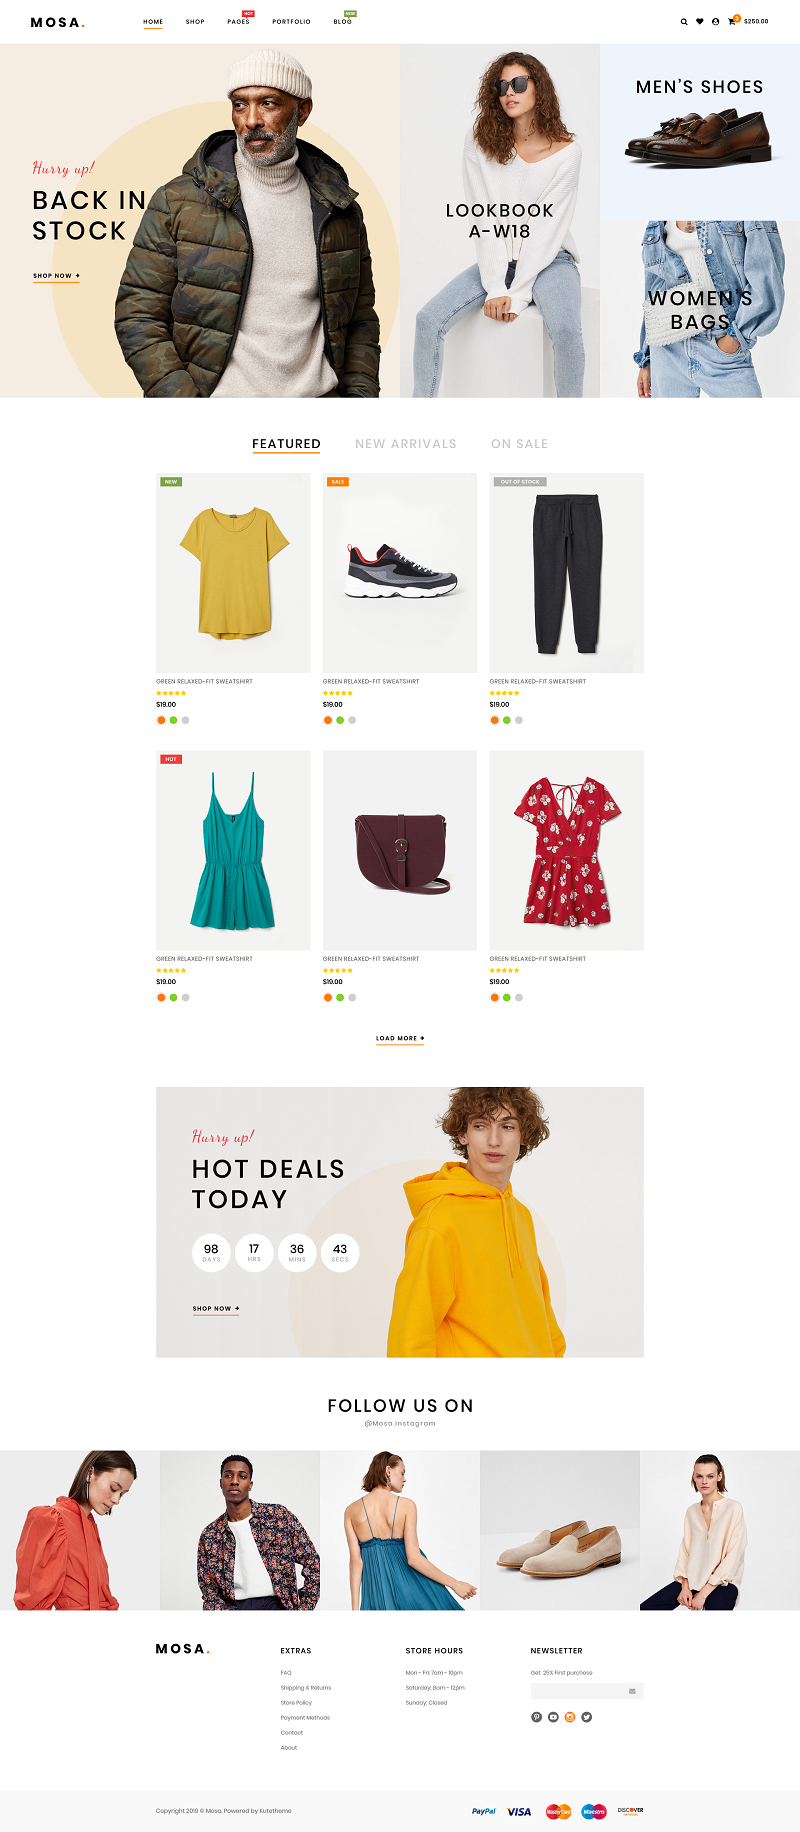 MOSA.
HOME
SHOP
HOT
PAGES
PORTFOLIO
NEW
BLOG
$250.00
Hurry up!
BACK IN
STOCK
SHOP NOW
LOOKBOOK
A-W18
MEN'S SHOES
WOMEN'S
BAGS
FEATURED
NEW ARRIVALS
ON SALE
NEW
SALE
OUT OF STOCK
GREEN RELAXED-FIT SWEATSHIRT
$19.00
GREEN RELAXED-FIT SWEATSHIRT
$19.00
GREEN RELAXED-FIT SWEATSHIRT
$19.00
HOT
GREEN RELAXED-FIT SWEATSHIRT
$19.00
GREEN RELAXED-FIT SWEATSHIRT
$19.00
GREEN RELAXED-FIT SWEATSHIRT
$19.00
LOAD MORE
Hurry up!
HOT DEALS
TODAY
98 DAYS
17 HRS
36 MINS
43 SECS
SHOP NOW
FOLLOW US ON
@Mosa.instagram
MOSA.
EXTRAS
FAQ
Shipping & Returns
Store Policy
Payment Methods
Contact
About
STORE HOURS
Mon - Fri: 7am - 10pm
Saturday: 8am - 12pm
Sunday: Closed
NEWSLETTER
Get 25% First purchase
Copyright 2019 © Mosa. Powered by Kutetheme
PayPal
VISA
MasterCard
Maestro
DISCOVER